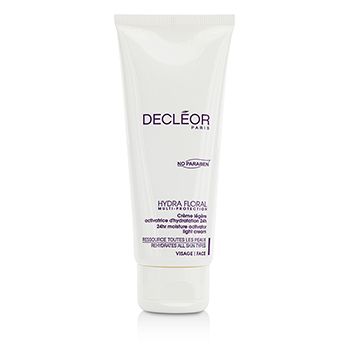 DECLÉOR
PARIS
NO PARABEN
HYDRA FLORAL
MULTI-PROTECTION
Crème légère
activatrice d'hydratation 24h
24hr moisture activator
light cream
RESSOURCE TOUTES LES PEAUX
REHYDRATES ALL SKIN TYPES
VISAGE | FACE